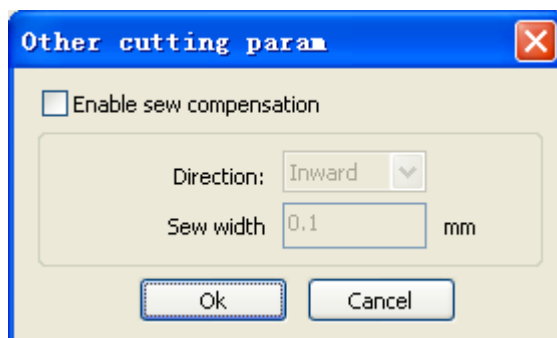 Other cutting param
Enable sew compensation
Direction: Inward
Sew width 0.1 mm
Ok Cancel